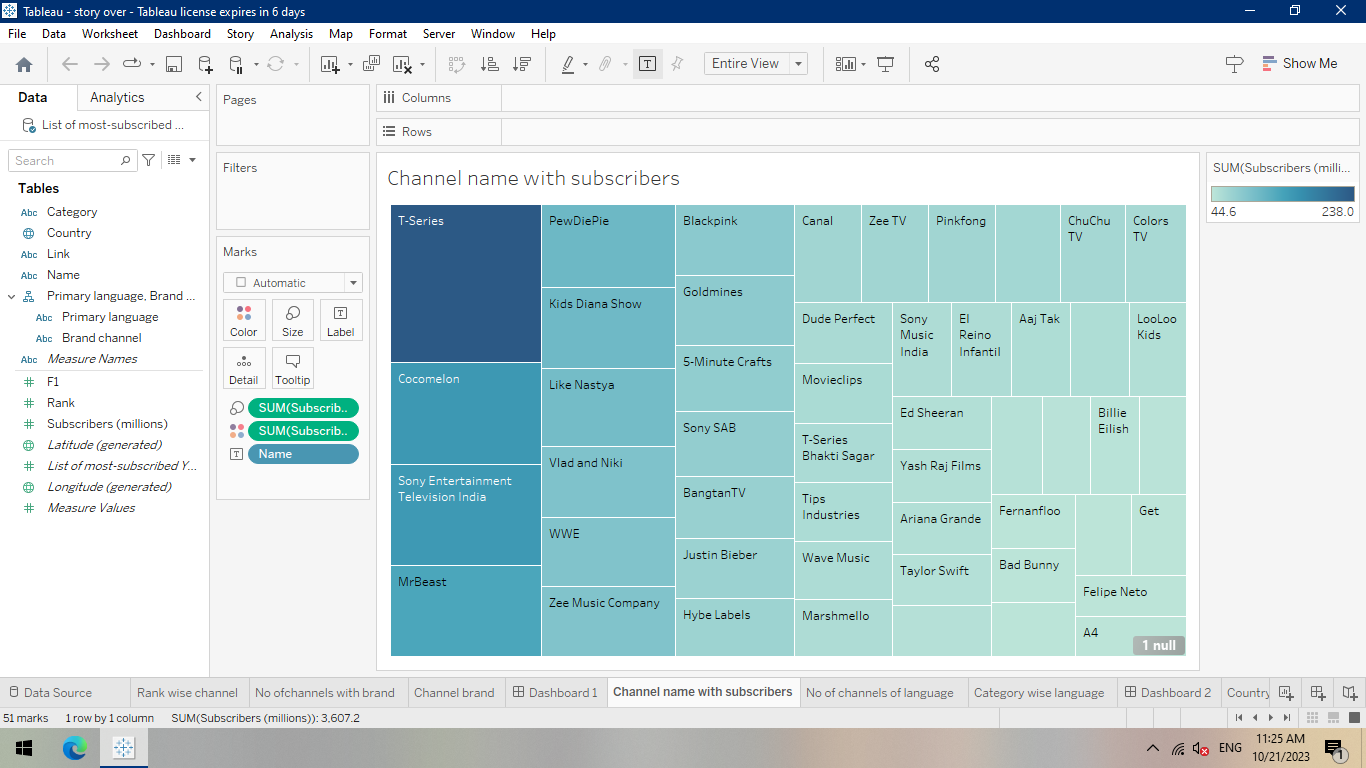 Tableau - story over - Tableau license expires in 6 days
File Data Worksheet Dashboard Story Analysis Map Format Server Window Help
Entire View
Show Me
Data Analytics
List of most-subscribed ...
Search
Tables
Abc Category
Country
Abc Link
Abc Name
Primary language, Brand ...
Abc Primary language
Abc Brand channel
Abc Measure Names
F1
Rank
Subscribers (millions)
Latitude (generated)
List of most-subscribed Y...
Longitude (generated)
Measure Values
Pages
Filters
Marks
Automatic
Color Size Label
Detail Tooltip
SUM(Subscrib..
SUM(Subscrib..
Name
Columns
Rows
Channel name with subscribers
T-Series
Cocomelon
Sony Entertainment
Television India
MrBeast
PewDiePie
Kids Diana Show
Like Nastya
Vlad and Niki
WWE
Zee Music Company
Blackpink
Goldmines
5-Minute Crafts
Sony SAB
BangtanTV
Justin Bieber
Hybe Labels
Canal
Zee TV
Pinkfong
ChuChu
TV
Colors
TV
Dude Perfect
Movieclips
T-Series
Bhakti Sagar
Tips
Industries
Wave Music
Marshmello
Sony
Music
India
El
Reino
Infantil
Aaj Tak
LooLoo
Kids
Ed Sheeran
Yash Raj Films
Ariana Grande
Taylor Swift
Billie
Eilish
Fernanfloo
Bad Bunny
Get
Felipe Neto
A4
1 null
SUM(Subscribers (milli...
44.6 238.0
Data Source Rank wise channel No ofchannels with brand Channel brand Dashboard 1 Channel name with subscribers No of channels of language Category wise language Dashboard 2 Country
51 marks 1 row by 1 column SUM(Subscribers (millions)): 3,607.2
ENG
11:25 AM
10/21/2023
1